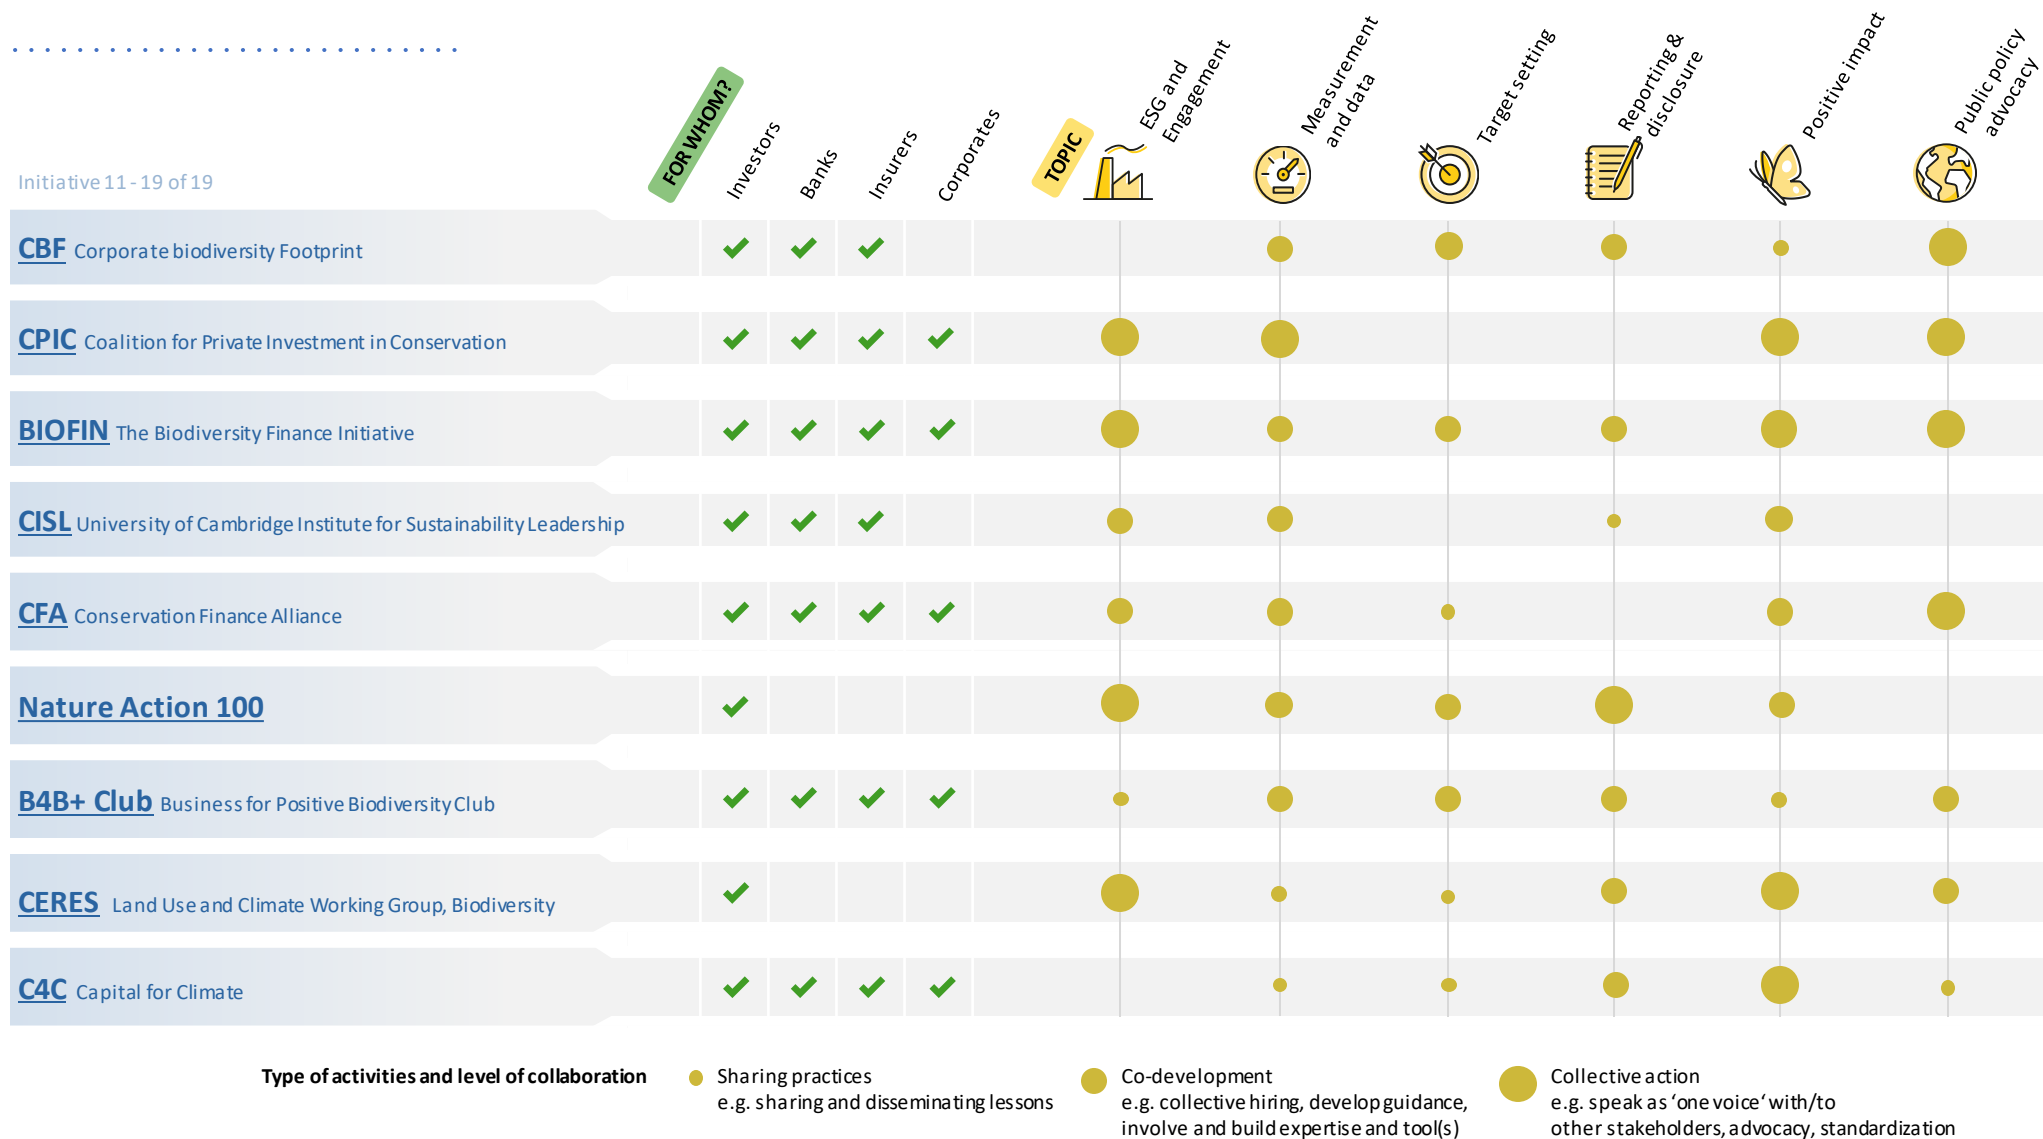 FOR WHOM?
Investors
Banks
Insurers
Corporates
TOPIC
ESG and
Engagement
Measurement
and data
Target setting
Reporting &
disclosure
Positive impact
Public policy
advocacy
Initiative 11 - 19 of 19
CBF Corporate biodiversity Footprint
CPIC Coalition for Private Investment in Conservation
BIOFIN The Biodiversity Finance Initiative
CISL University of Cambridge Institute for Sustainability Leadership
CFA Conservation Finance Alliance
Nature Action 100
B4B+ Club Business for Positive Biodiversity Club
CERES Land Use and Climate Working Group, Biodiversity
C4C Capital for Climate
Type of activities and level of collaboration
Sharing practices
e.g. sharing and disseminating lessons
Co-development
e.g. collective hiring, develop guidance,
involve and build expertise and tool(s)
Collective action
e.g. speak as ‘one voice‘ with/to
other stakeholders, advocacy, standardization